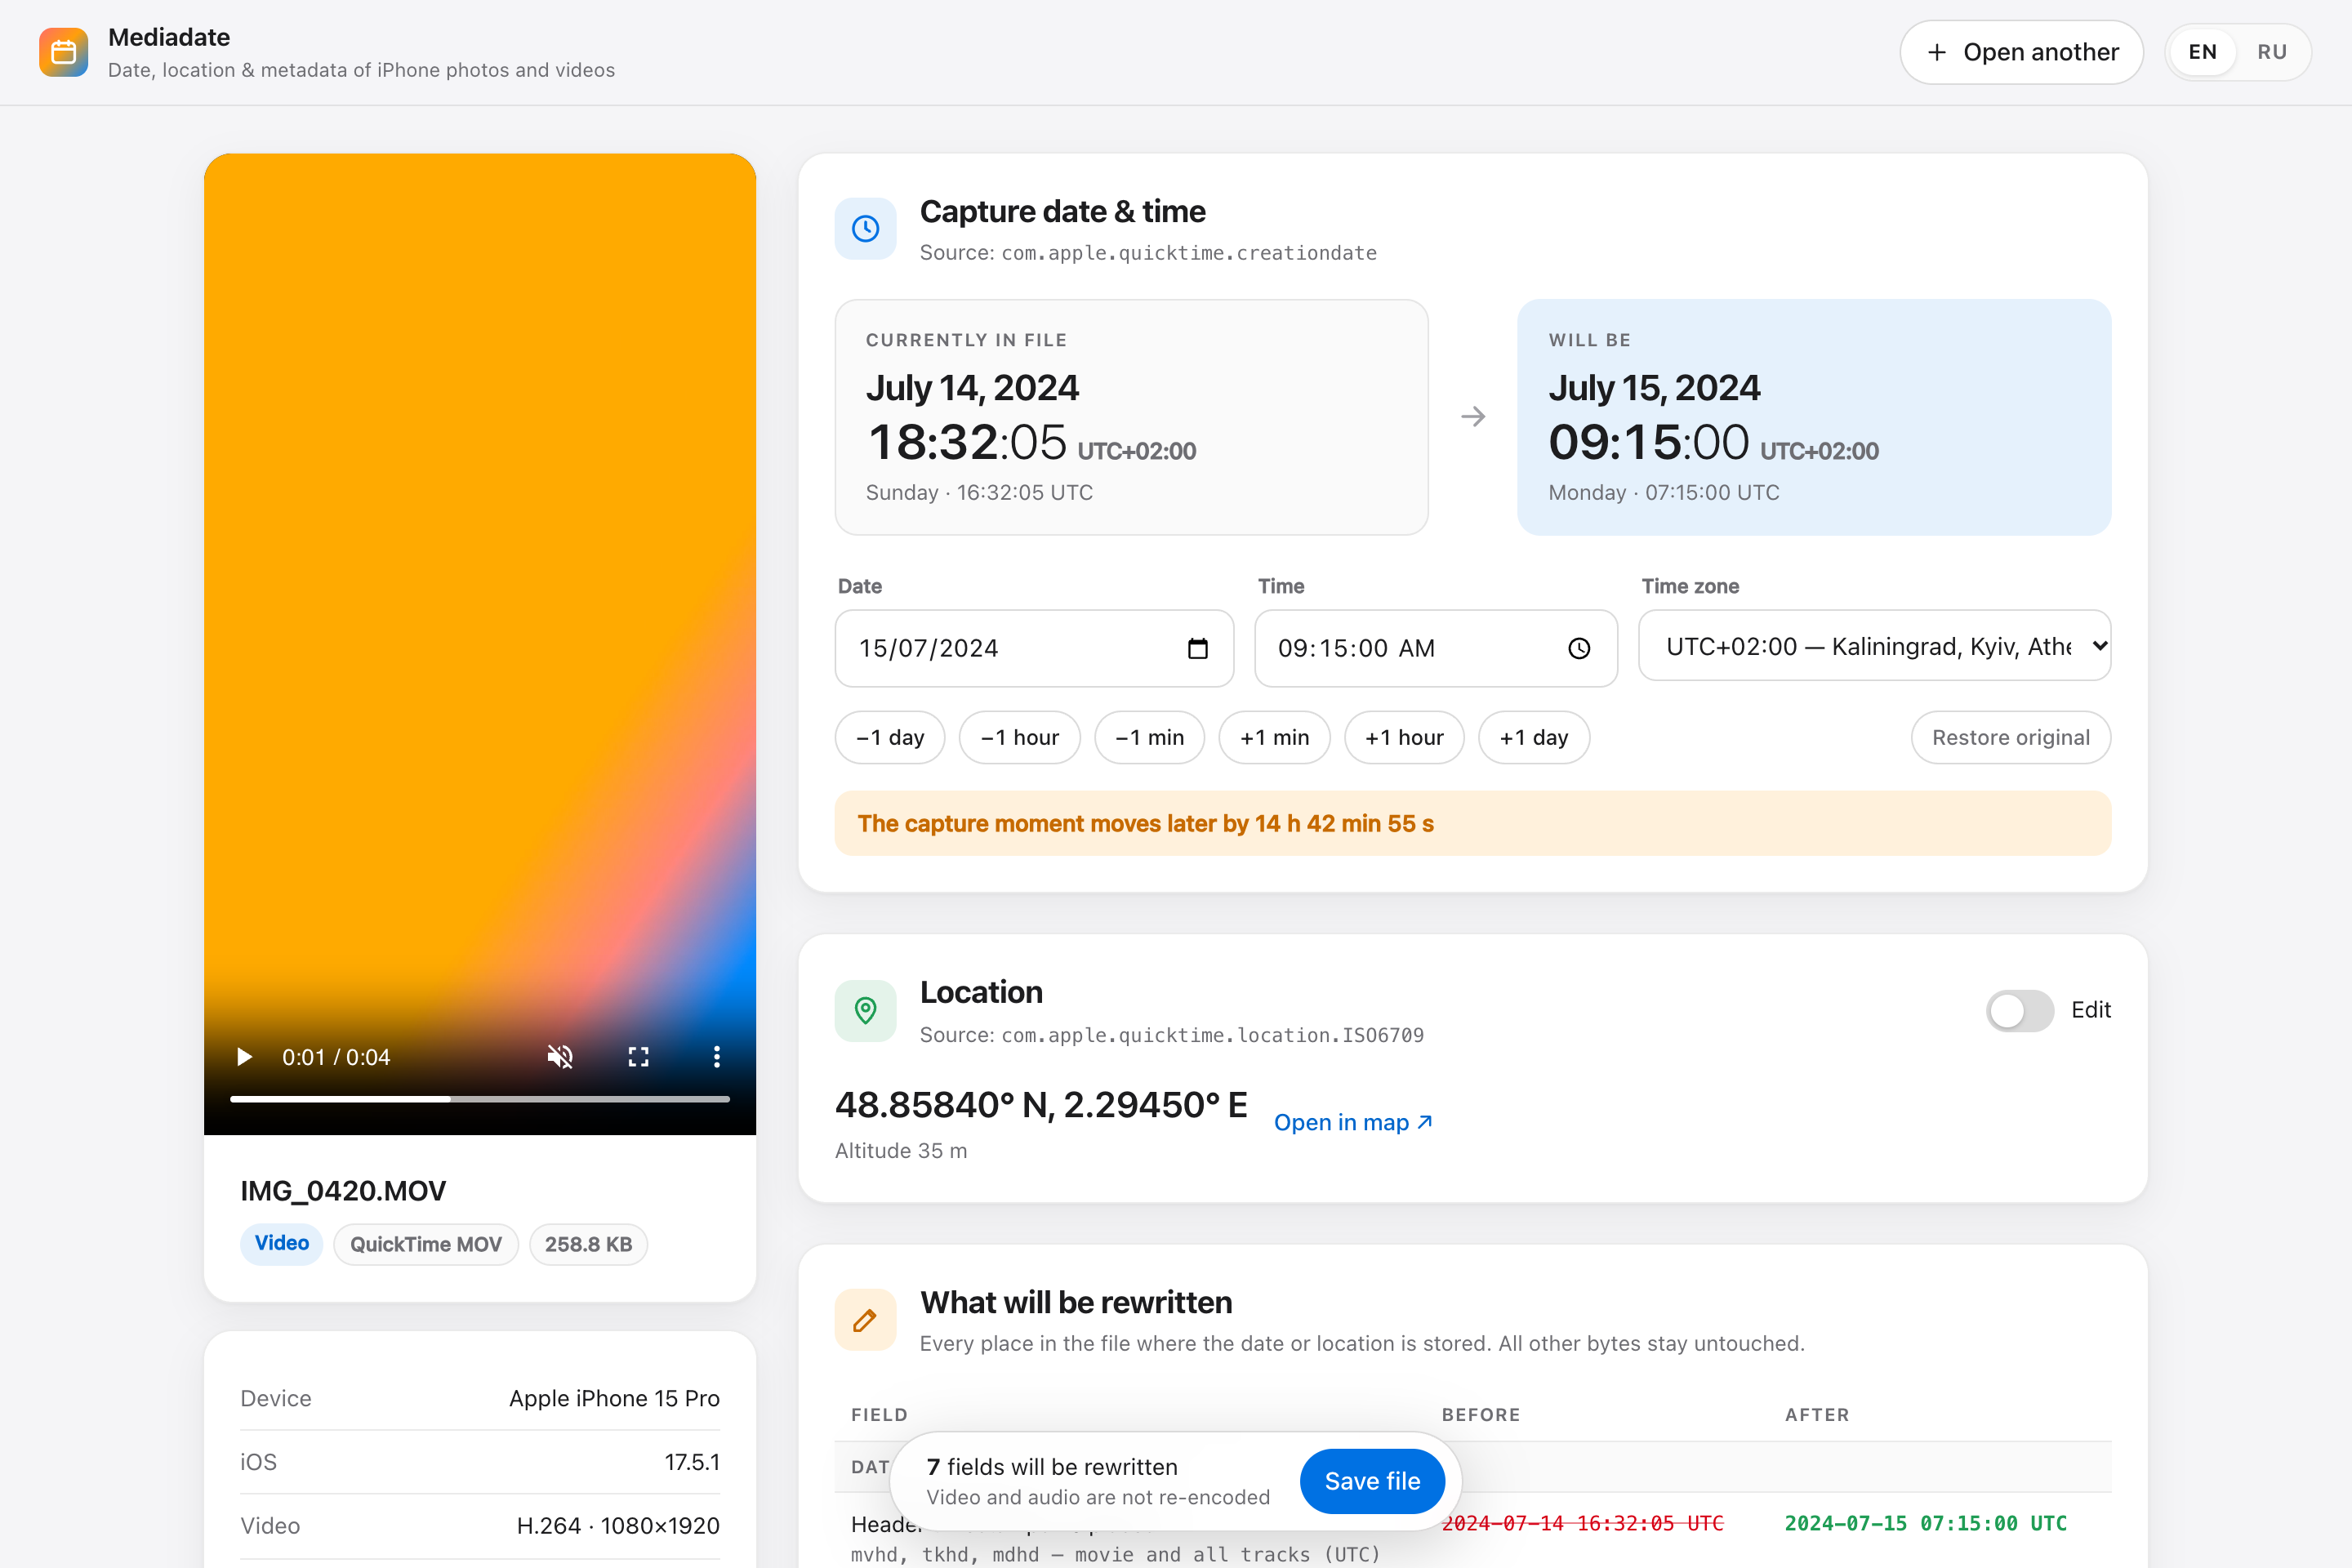 Mediadate
Date, location & metadata of iPhone photos and videos
Open another
EN RU
0:01 / 0:04
IMG_0420.MOV
Video QuickTime MOV 258.8 KB
Device Apple iPhone 15 Pro
iOS 17.5.1
Video H.264 · 1080×1920
Capture date & time
Source: com.apple.quicktime.creationdate
CURRENTLY IN FILE
July 14, 2024
18:32:05 UTC+02:00
Sunday · 16:32:05 UTC
→
WILL BE
July 15, 2024
09:15:00 UTC+02:00
Monday · 07:15:00 UTC
Date Time Time zone
15/07/2024 09:15:00 AM UTC+02:00 — Kaliningrad, Kyiv, Athe
−1 day −1 hour −1 min +1 min +1 hour +1 day Restore original
The capture moment moves later by 14 h 42 min 55 s
Location
Source: com.apple.quicktime.location.ISO6709
Edit
48.85840° N, 2.29450° E Open in map ↗
Altitude 35 m
What will be rewritten
Every place in the file where the date or location is stored. All other bytes stay untouched.
FIELD BEFORE AFTER
DAT
7 fields will be rewritten
Video and audio are not re-encoded
Save file
Header 2024-07-14 16:32:05 UTC 2024-07-15 07:15:00 UTC
mvhd, tkhd, mdhd — movie and all tracks (UTC)